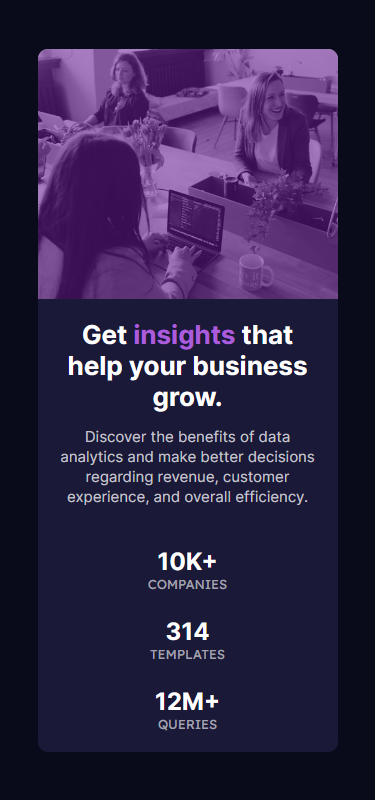 Get insights that
help your business
grow.
Discover the benefits of data
analytics and make better decisions
regarding revenue, customer
experience, and overall efficiency.
10K+
COMPANIES
314
TEMPLATES
12M+
QUERIES